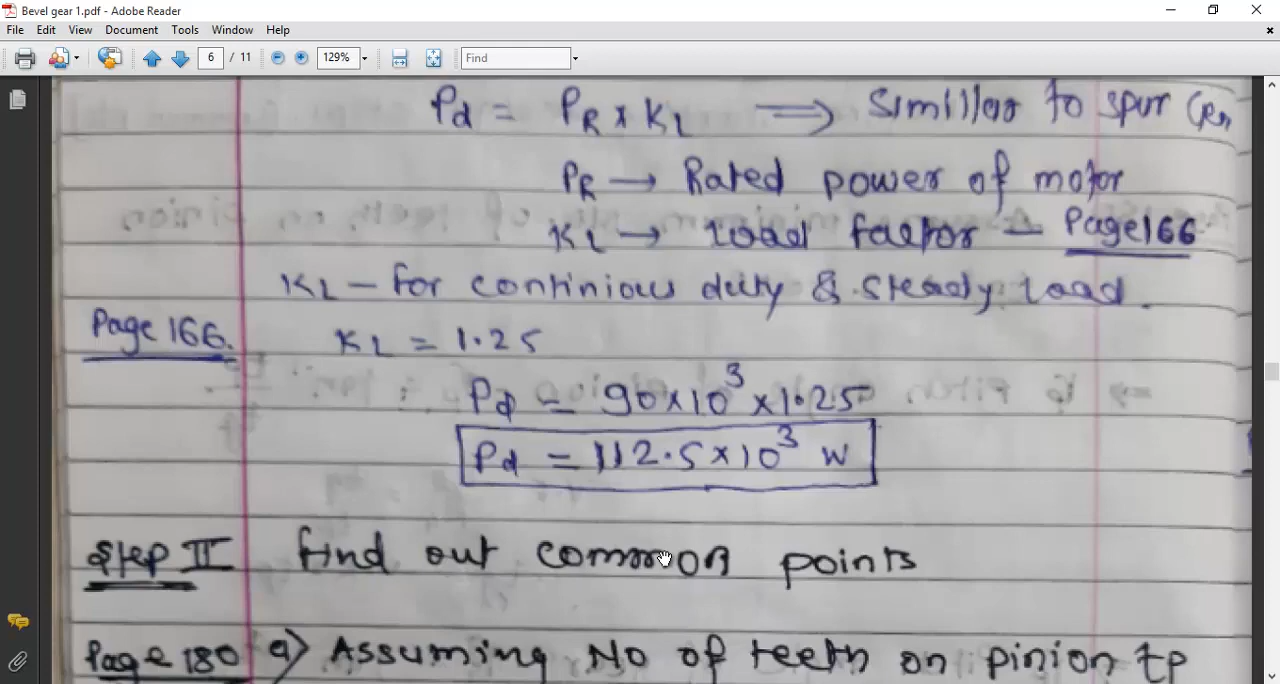 Bevel gear 1.pdf - Adobe Reader
File Edit View Document Tools Window Help
6 / 11 129% Find
Pd = PR x KL ⟹ Simillar to spur
PR → Rated power of motor
KL → Load factor - Page 166
KL - for continious duty & steady Load.
Page 166. KL = 1.25
Pd = 90x10³ x1.25
Pd = 112.5x10³ W
Step II find out common points
Page 180 a) Assuming No of teeth on pinion tp